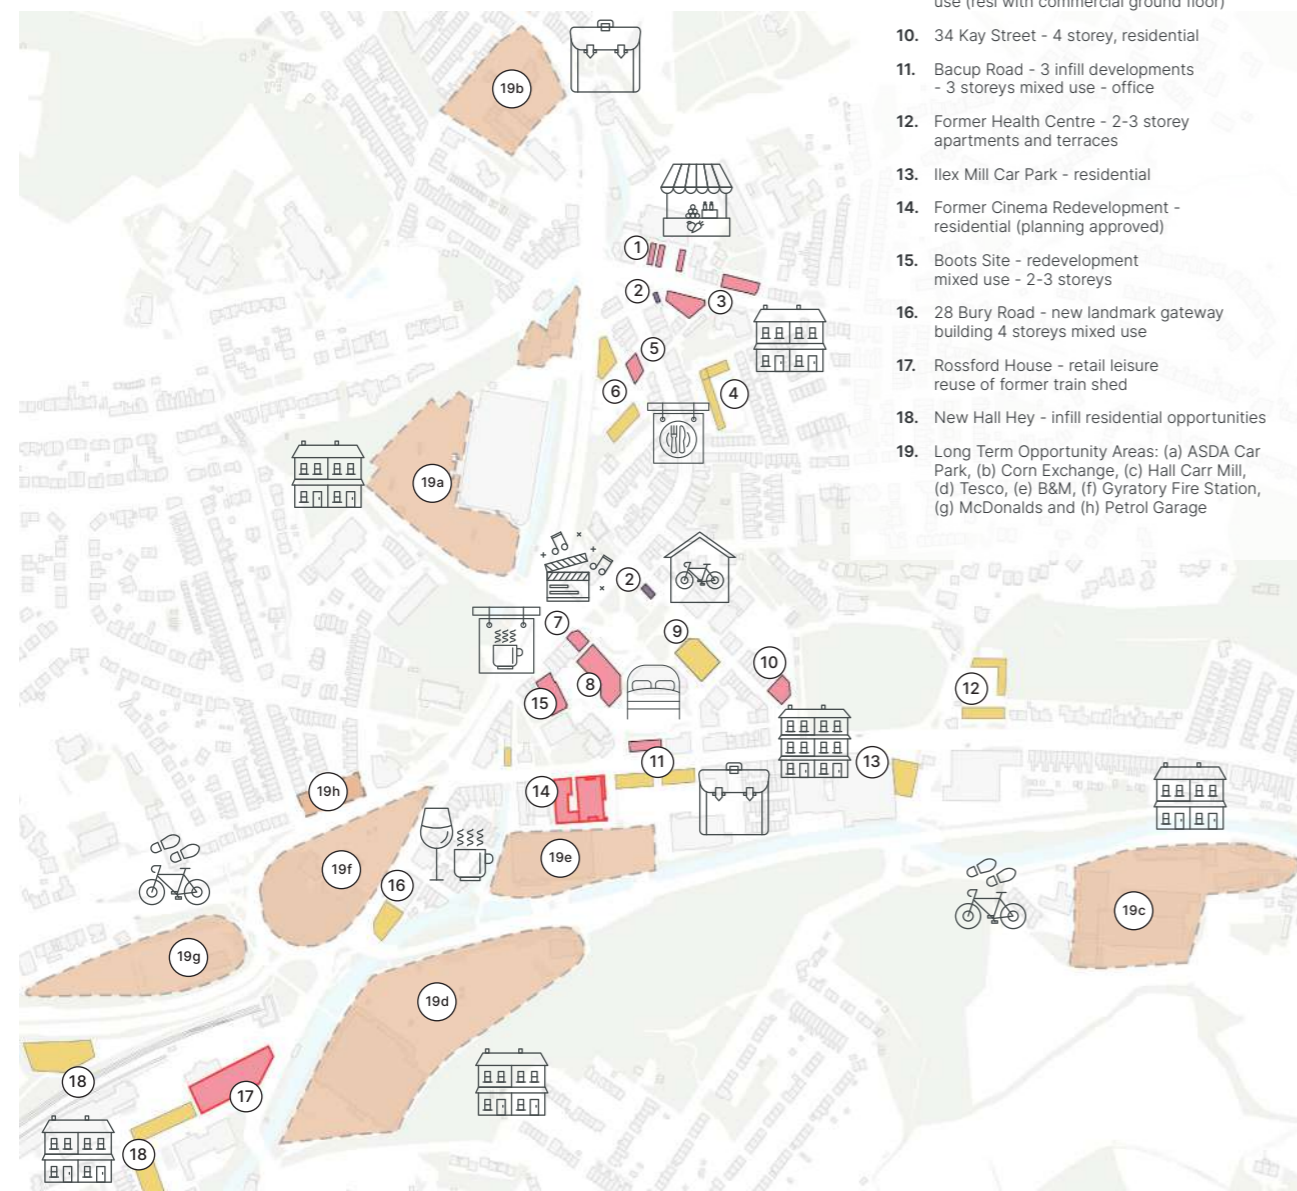 use (resi with commercial ground floor)
10. 34 Kay Street - 4 storey, residential
11. Bacup Road - 3 infill developments
- 3 storeys mixed use - office
12. Former Health Centre - 2-3 storey
apartments and terraces
13. Ilex Mill Car Park - residential
14. Former Cinema Redevelopment -
residential (planning approved)
15. Boots Site - redevelopment
mixed use - 2-3 storeys
16. 28 Bury Road - new landmark gateway
building 4 storeys mixed use
17. Rossford House - retail leisure
reuse of former train shed
18. New Hall Hey - infill residential opportunities
19. Long Term Opportunity Areas: (a) ASDA Car
Park, (b) Corn Exchange, (c) Hall Carr Mill,
(d) Tesco, (e) B&M, (f) Gyratory Fire Station,
(g) McDonalds and (h) Petrol Garage
19b
1
2
3
5
6
4
19a
2
7
9
8
10
15
12
11
13
14
19h
19e
19f
16
19c
19g
19d
18
17
18